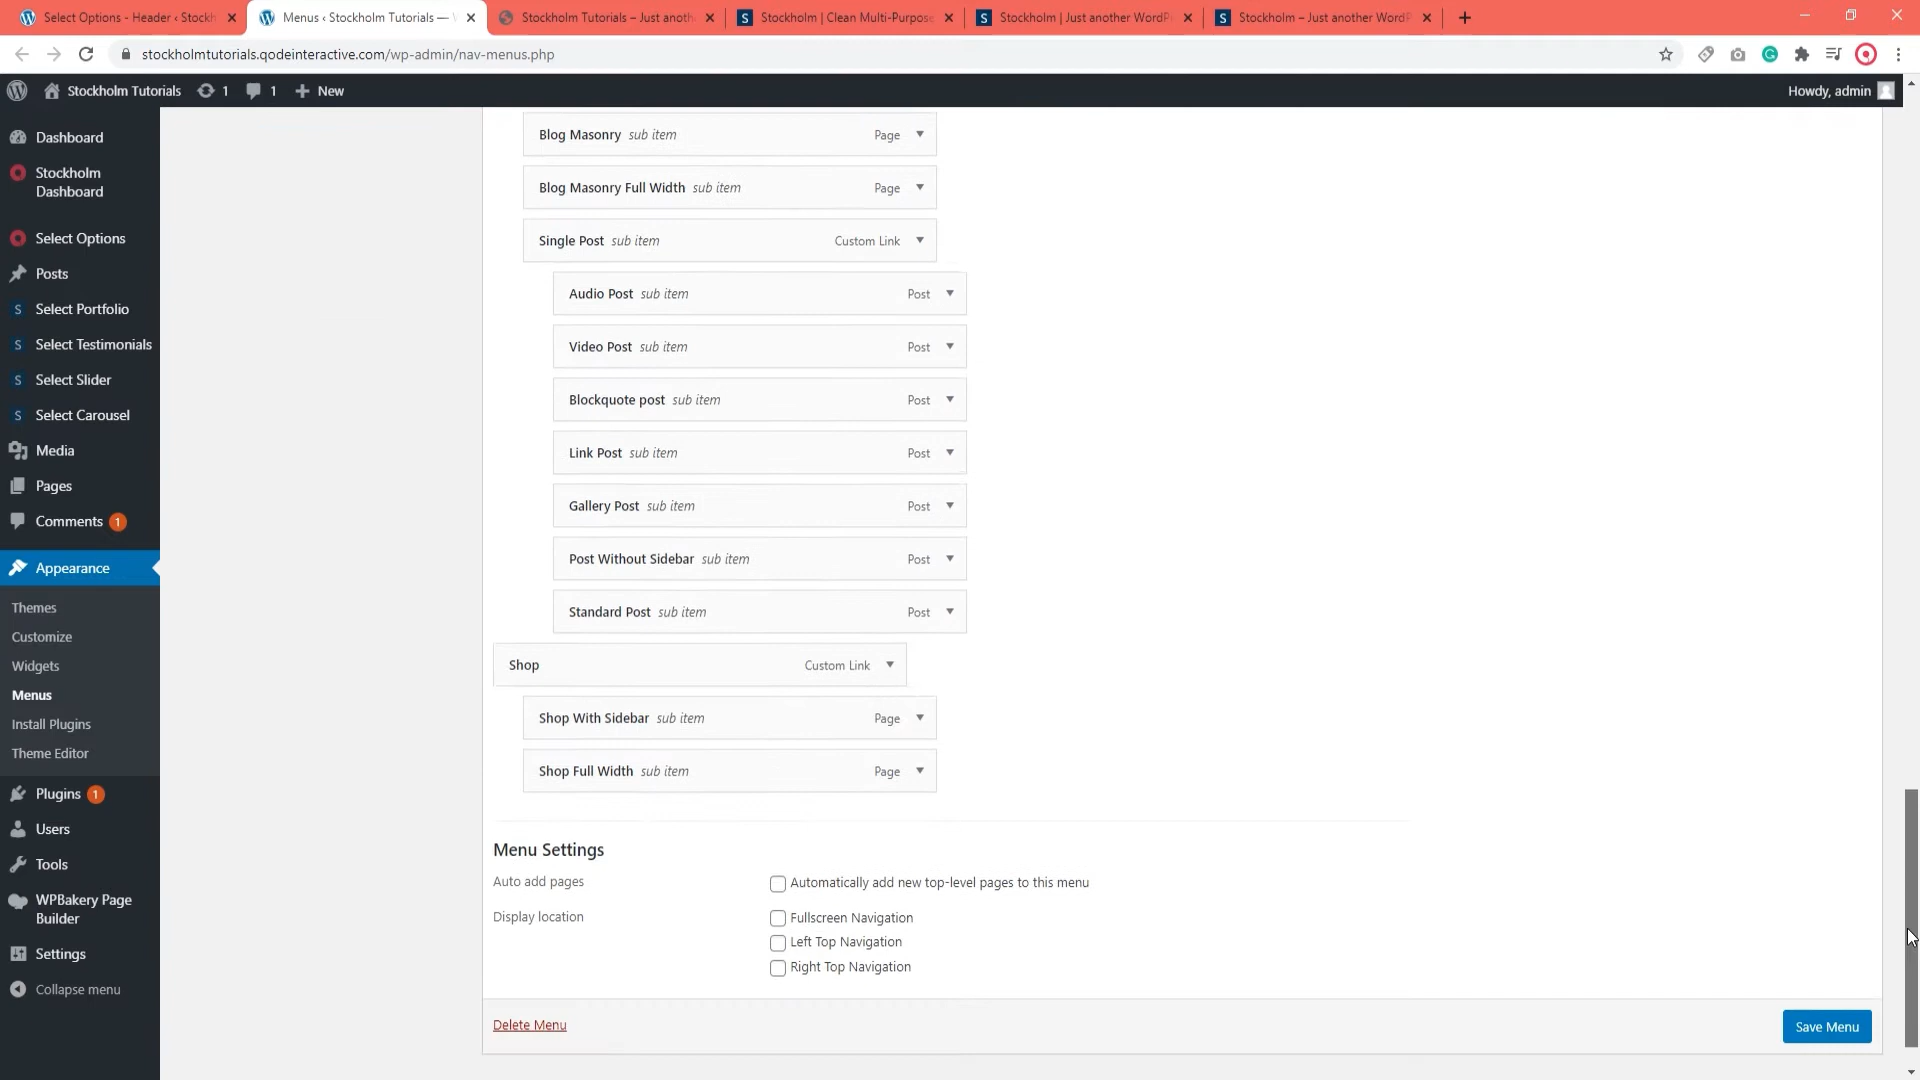 Select Options - Header ‹ Stockh
Menus ‹ Stockholm Tutorials —
Stockholm Tutorials – Just anoth
Stockholm | Clean Multi-Purpose
Stockholm | Just another WordPr
Stockholm – Just another WordP
stockholmtutorials.qodeinteractive.com/wp-admin/nav-menus.php
Stockholm Tutorials 1 1 New
Howdy, admin
Dashboard
Stockholm
Dashboard
Select Options
Posts
Select Portfolio
Select Testimonials
Select Slider
Select Carousel
Media
Pages
Comments 1
Appearance
Themes
Customize
Widgets
Menus
Install Plugins
Theme Editor
Plugins 1
Users
Tools
WPBakery Page
Builder
Settings
Collapse menu
Blog Masonry sub item Page
Blog Masonry Full Width sub item Page
Single Post sub item Custom Link
Audio Post sub item Post
Video Post sub item Post
Blockquote post sub item Post
Link Post sub item Post
Gallery Post sub item Post
Post Without Sidebar sub item Post
Standard Post sub item Post
Shop Custom Link
Shop With Sidebar sub item Page
Shop Full Width sub item Page
Menu Settings
Auto add pages Automatically add new top-level pages to this menu
Display location Fullscreen Navigation
Left Top Navigation
Right Top Navigation
Delete Menu
Save Menu